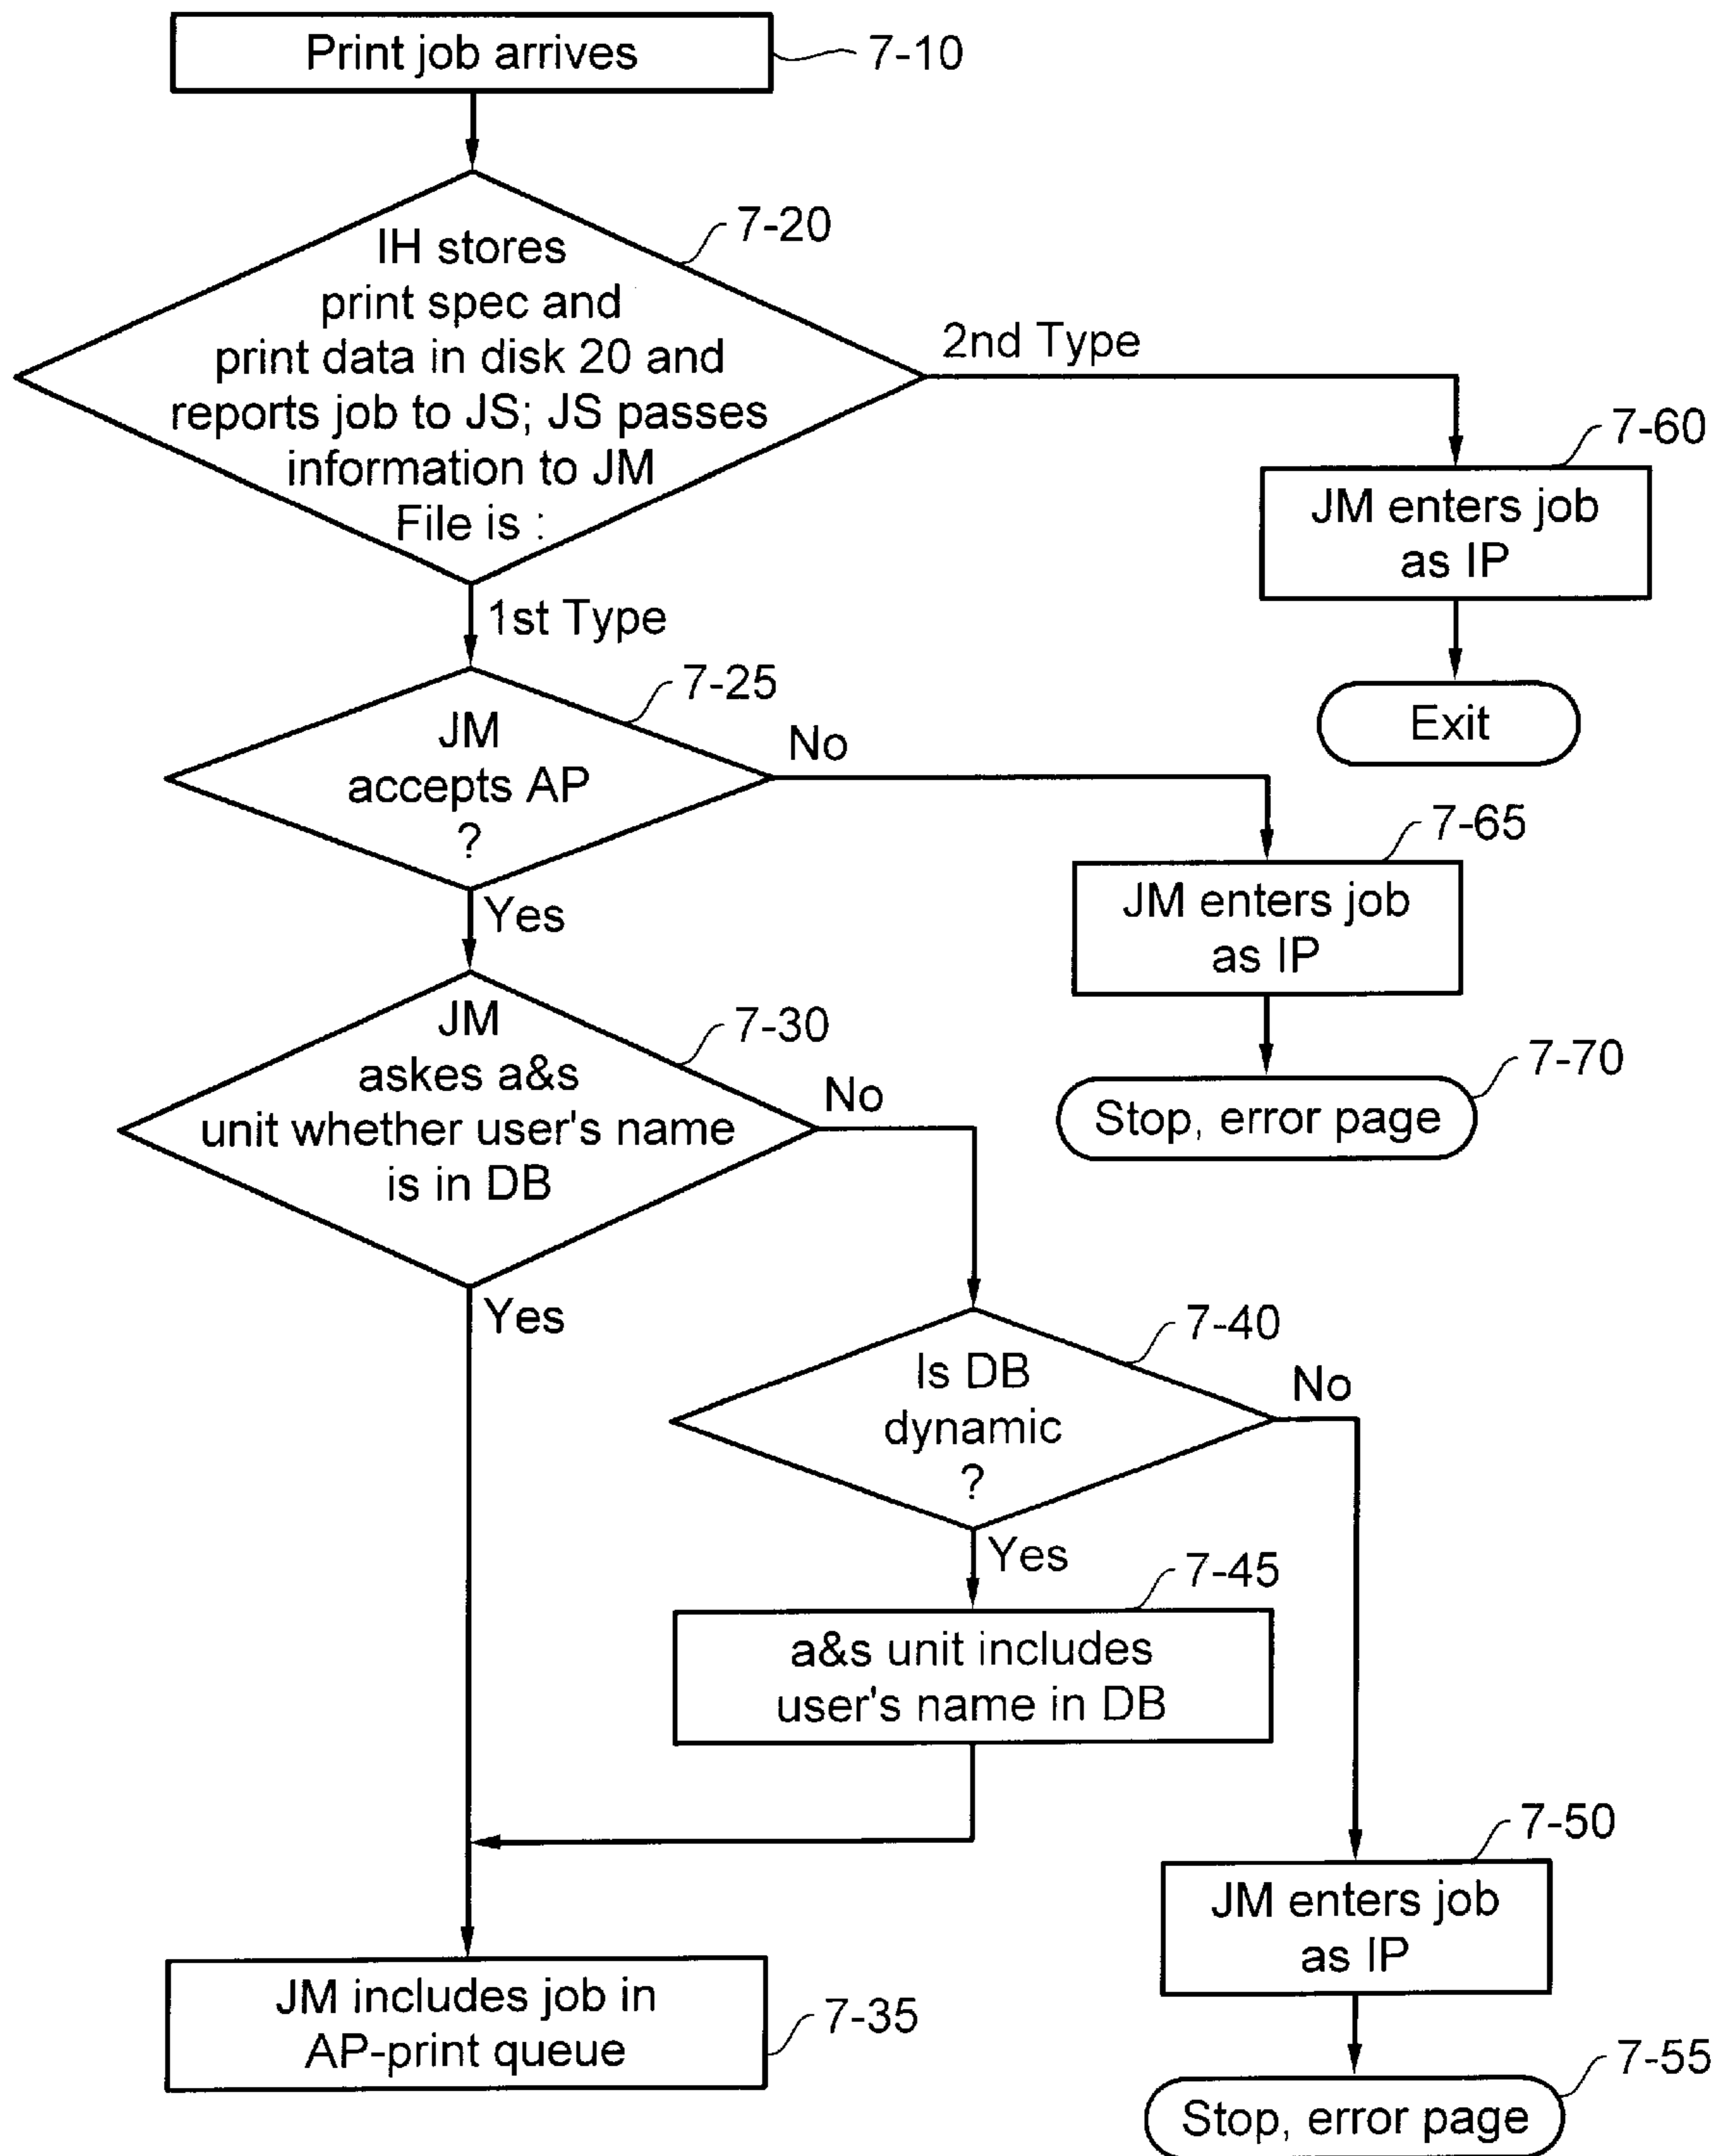 Print job arrives
7-10
7-20
IH stores
print spec and
print data in disk 20 and
reports job to JS; JS passes
information to JM
File is :
2nd Type
7-60
JM enters job
as IP
Exit
1st Type
7-25
JM
accepts AP
?
No
7-65
JM enters job
as IP
7-70
Stop, error page
Yes
7-30
JM
askes a&s
unit whether user's name
is in DB
No
Yes
7-40
Is DB
dynamic
?
No
Yes
7-45
a&s unit includes
user's name in DB
7-50
JM enters job
as IP
7-55
Stop, error page
JM includes job in
AP-print queue
7-35